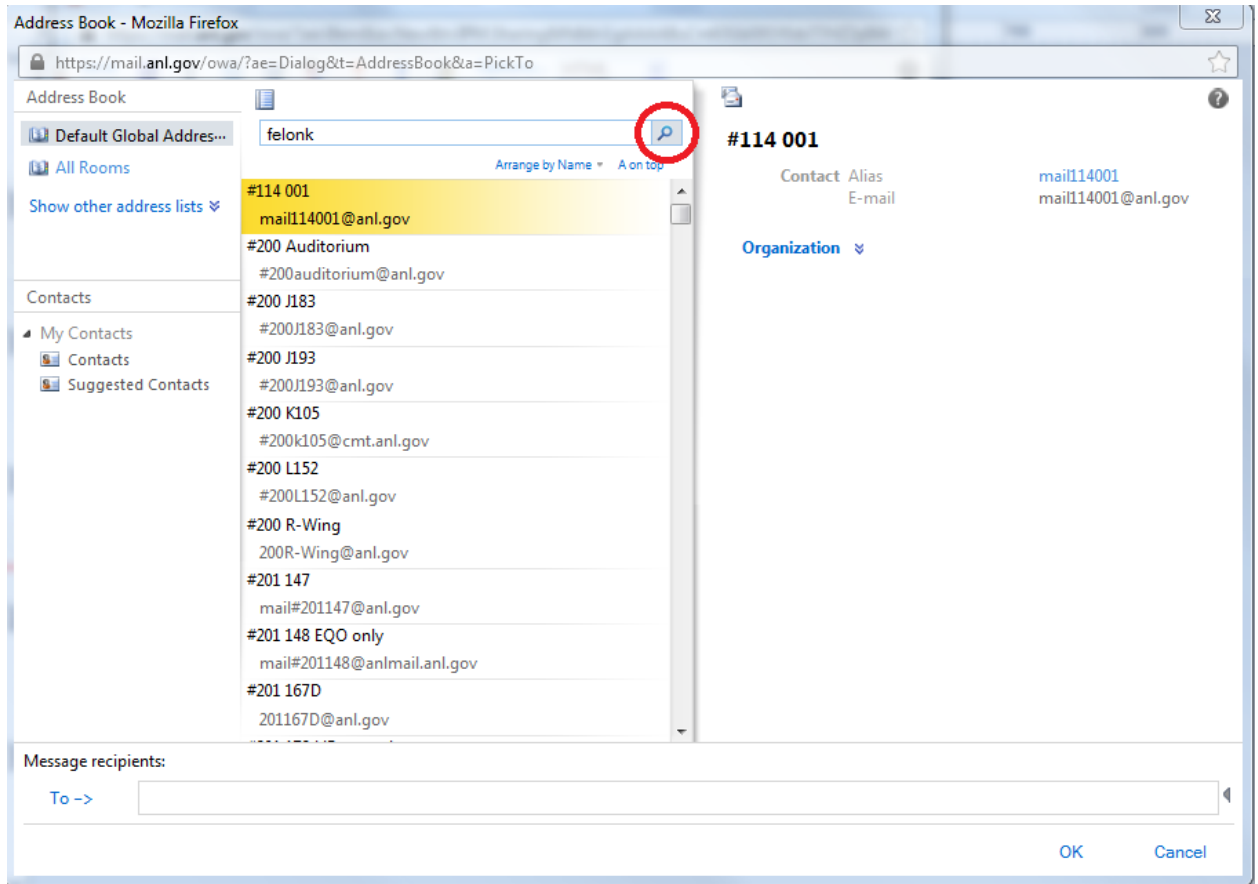 Address Book - Mozilla Firefox
https://mail.anl.gov/owa/?ae=Dialog&t=AddressBook&a=PickTo
Address Book
Default Global Addres...
All Rooms
Show other address lists
Contacts
My Contacts
Contacts
Suggested Contacts
felonk
Arrange by Name A on top
#114 001
mail114001@anl.gov
#200 Auditorium
#200auditorium@anl.gov
#200 J183
#200J183@anl.gov
#200 J193
#200J193@anl.gov
#200 K105
#200k105@cmt.anl.gov
#200 L152
#200L152@anl.gov
#200 R-Wing
200R-Wing@anl.gov
#201 147
mail#201147@anl.gov
#201 148 EQO only
mail#201148@anlmail.anl.gov
#201 167D
201167D@anl.gov
#114 001
Contact Alias mail114001
E-mail mail114001@anl.gov
Organization
Message recipients:
To ->
OK Cancel